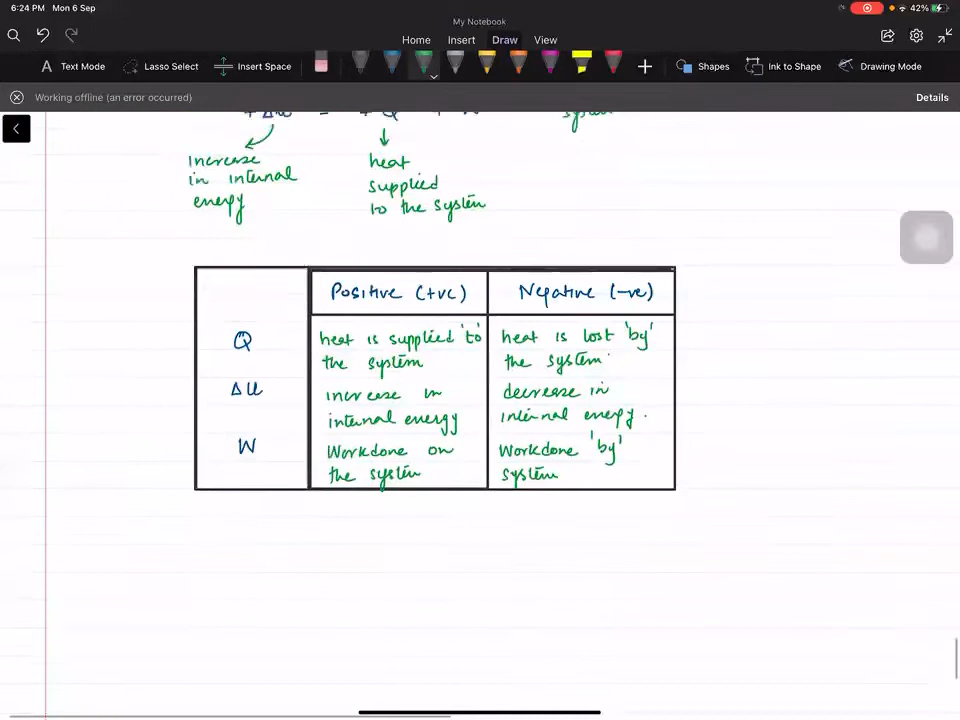 6:24 PM Mon 6 Sep
42%
My Notebook
Home Insert Draw View
Text Mode Lasso Select Insert Space Shapes Ink to Shape Drawing Mode
Working offline (an error occurred) Details
+ ΔU = + Q + W system
increase
in internal
energy
heat
supplied
to the system
Positive (+ve) Negative (-ve)
Q heat is supplied 'to' heat is lost 'by'
the system the system.
ΔU increase in decrease in
internal energy internal energy.
W Workdone on Workdone 'by'
the system system